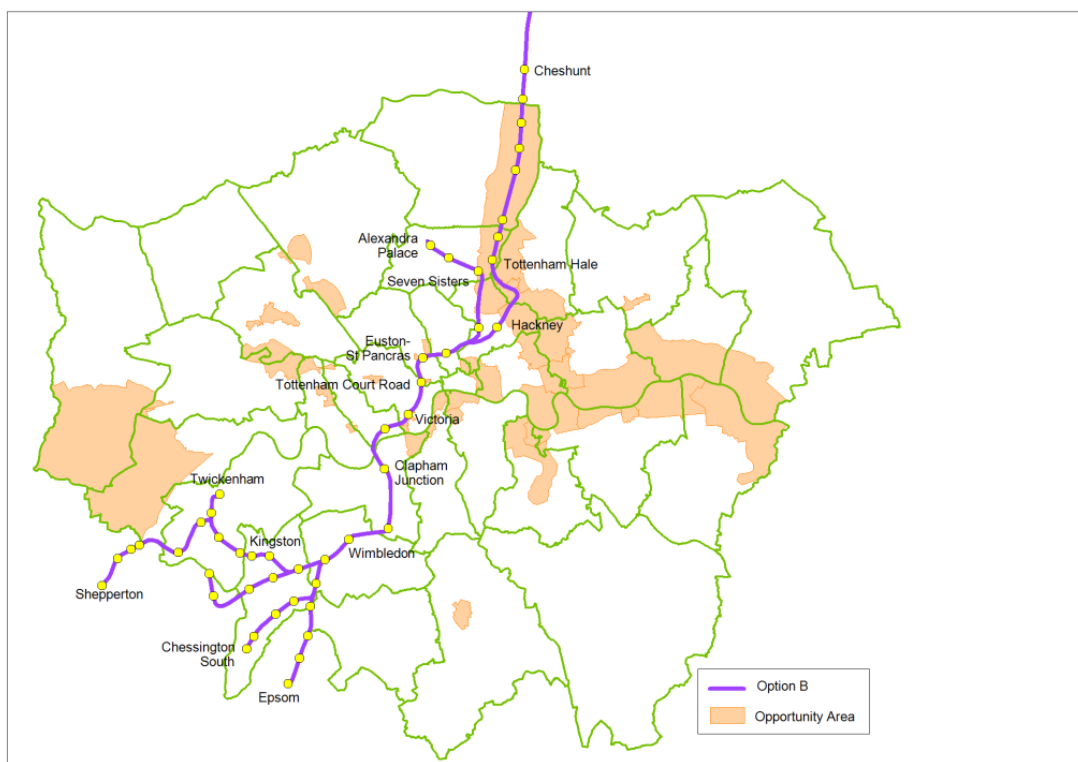 Cheshunt
Alexandra
Palace
Tottenham Hale
Seven Sisters
Hackney
Euston-
St Pancras
Tottenham Court Road
Victoria
Clapham
Junction
Twickenham
Kingston
Wimbledon
Shepperton
Chessington
South
Epsom
Option B
Opportunity Area